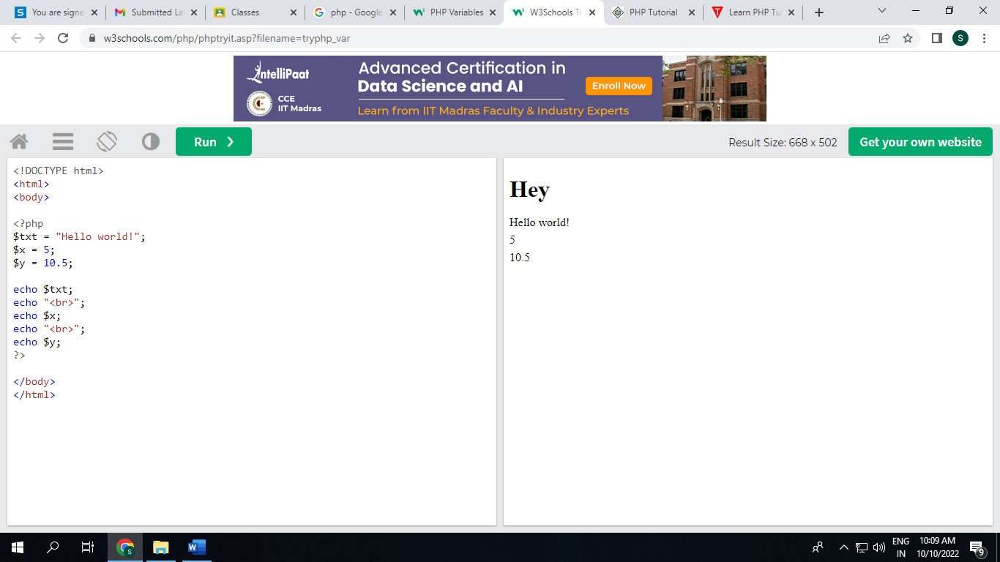 You are signe
Submitted La
Classes
php - Google
PHP Variables
W3Schools Tr
PHP Tutorial
Learn PHP Tu
w3schools.com/php/phptryit.asp?filename=tryphp_var
S
intelliPaat
CCE
IIT Madras
Advanced Certification in
Data Science and AI
Learn from IIT Madras Faculty & Industry Experts
Enroll Now
Run ❯
Result Size: 668 x 502
Get your own website
<!DOCTYPE html>
<html>
<body>
<?php
$txt = "Hello world!";
$x = 5;
$y = 10.5;
echo $txt;
echo "<br>";
echo $x;
echo "<br>";
echo $y;
?>
</body>
</html>
Hey
Hello world!
5
10.5
ENG
IN
10:09 AM
10/10/2022
9